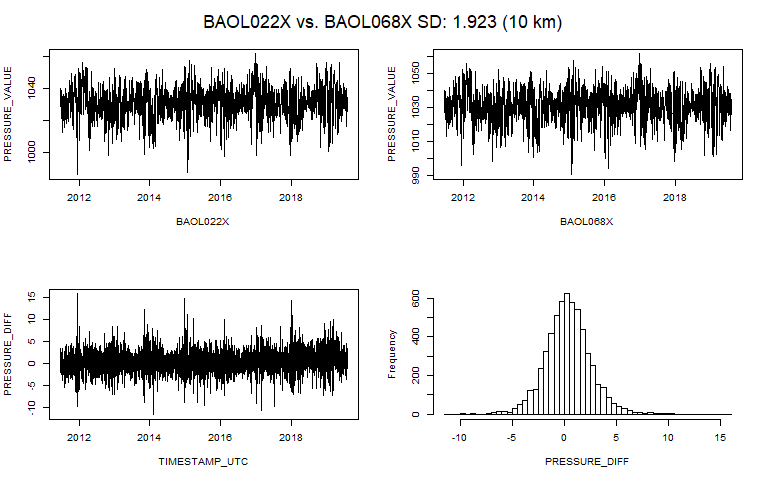 BAOL022X vs. BAOL068X SD: 1.923 (10 km)
PRESSURE_VALUE
1000 1040
2012 2014 2016 2018
BAOL022X
PRESSURE_VALUE
990 1010 1030 1050
2012 2014 2016 2018
BAOL068X
PRESSURE_DIFF
-10 -5 0 5 10 15
2012 2014 2016 2018
TIMESTAMP_UTC
Frequency
0 200 400 600
-10 -5 0 5 10 15
PRESSURE_DIFF